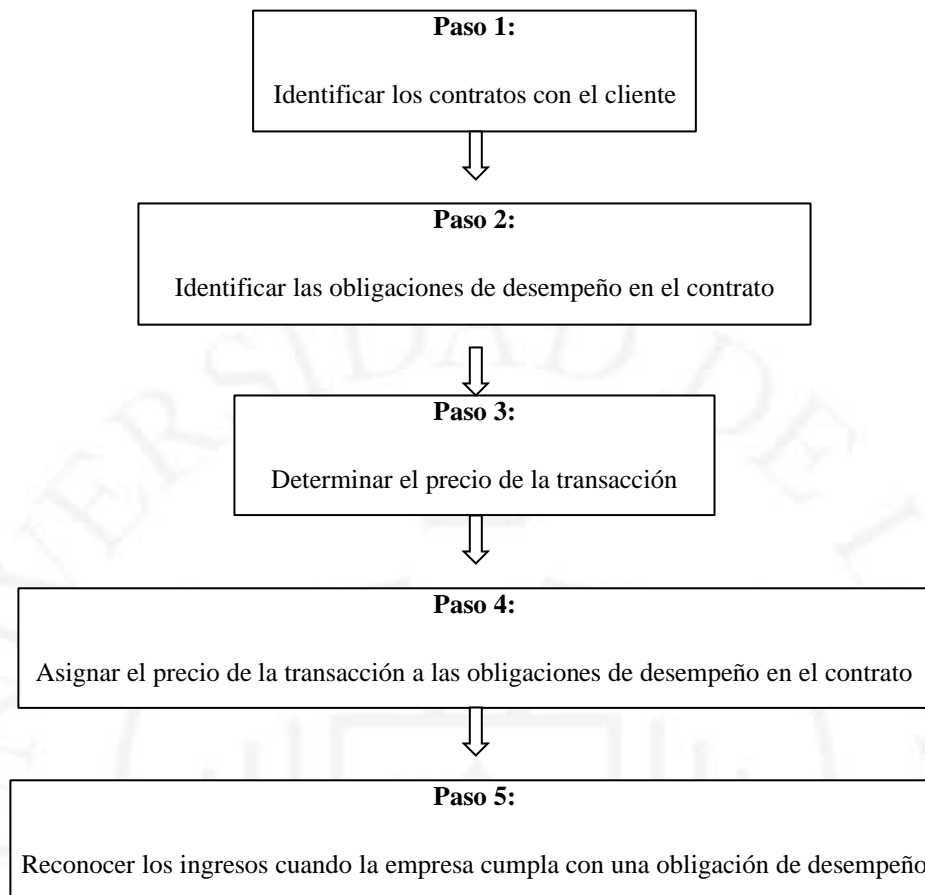 Paso 1:
Identificar los contratos con el cliente
Paso 2:
Identificar las obligaciones de desempeño en el contrato
Paso 3:
Determinar el precio de la transacción
Paso 4:
Asignar el precio de la transacción a las obligaciones de desempeño en el contrato
Paso 5:
Reconocer los ingresos cuando la empresa cumpla con una obligación de desempeño